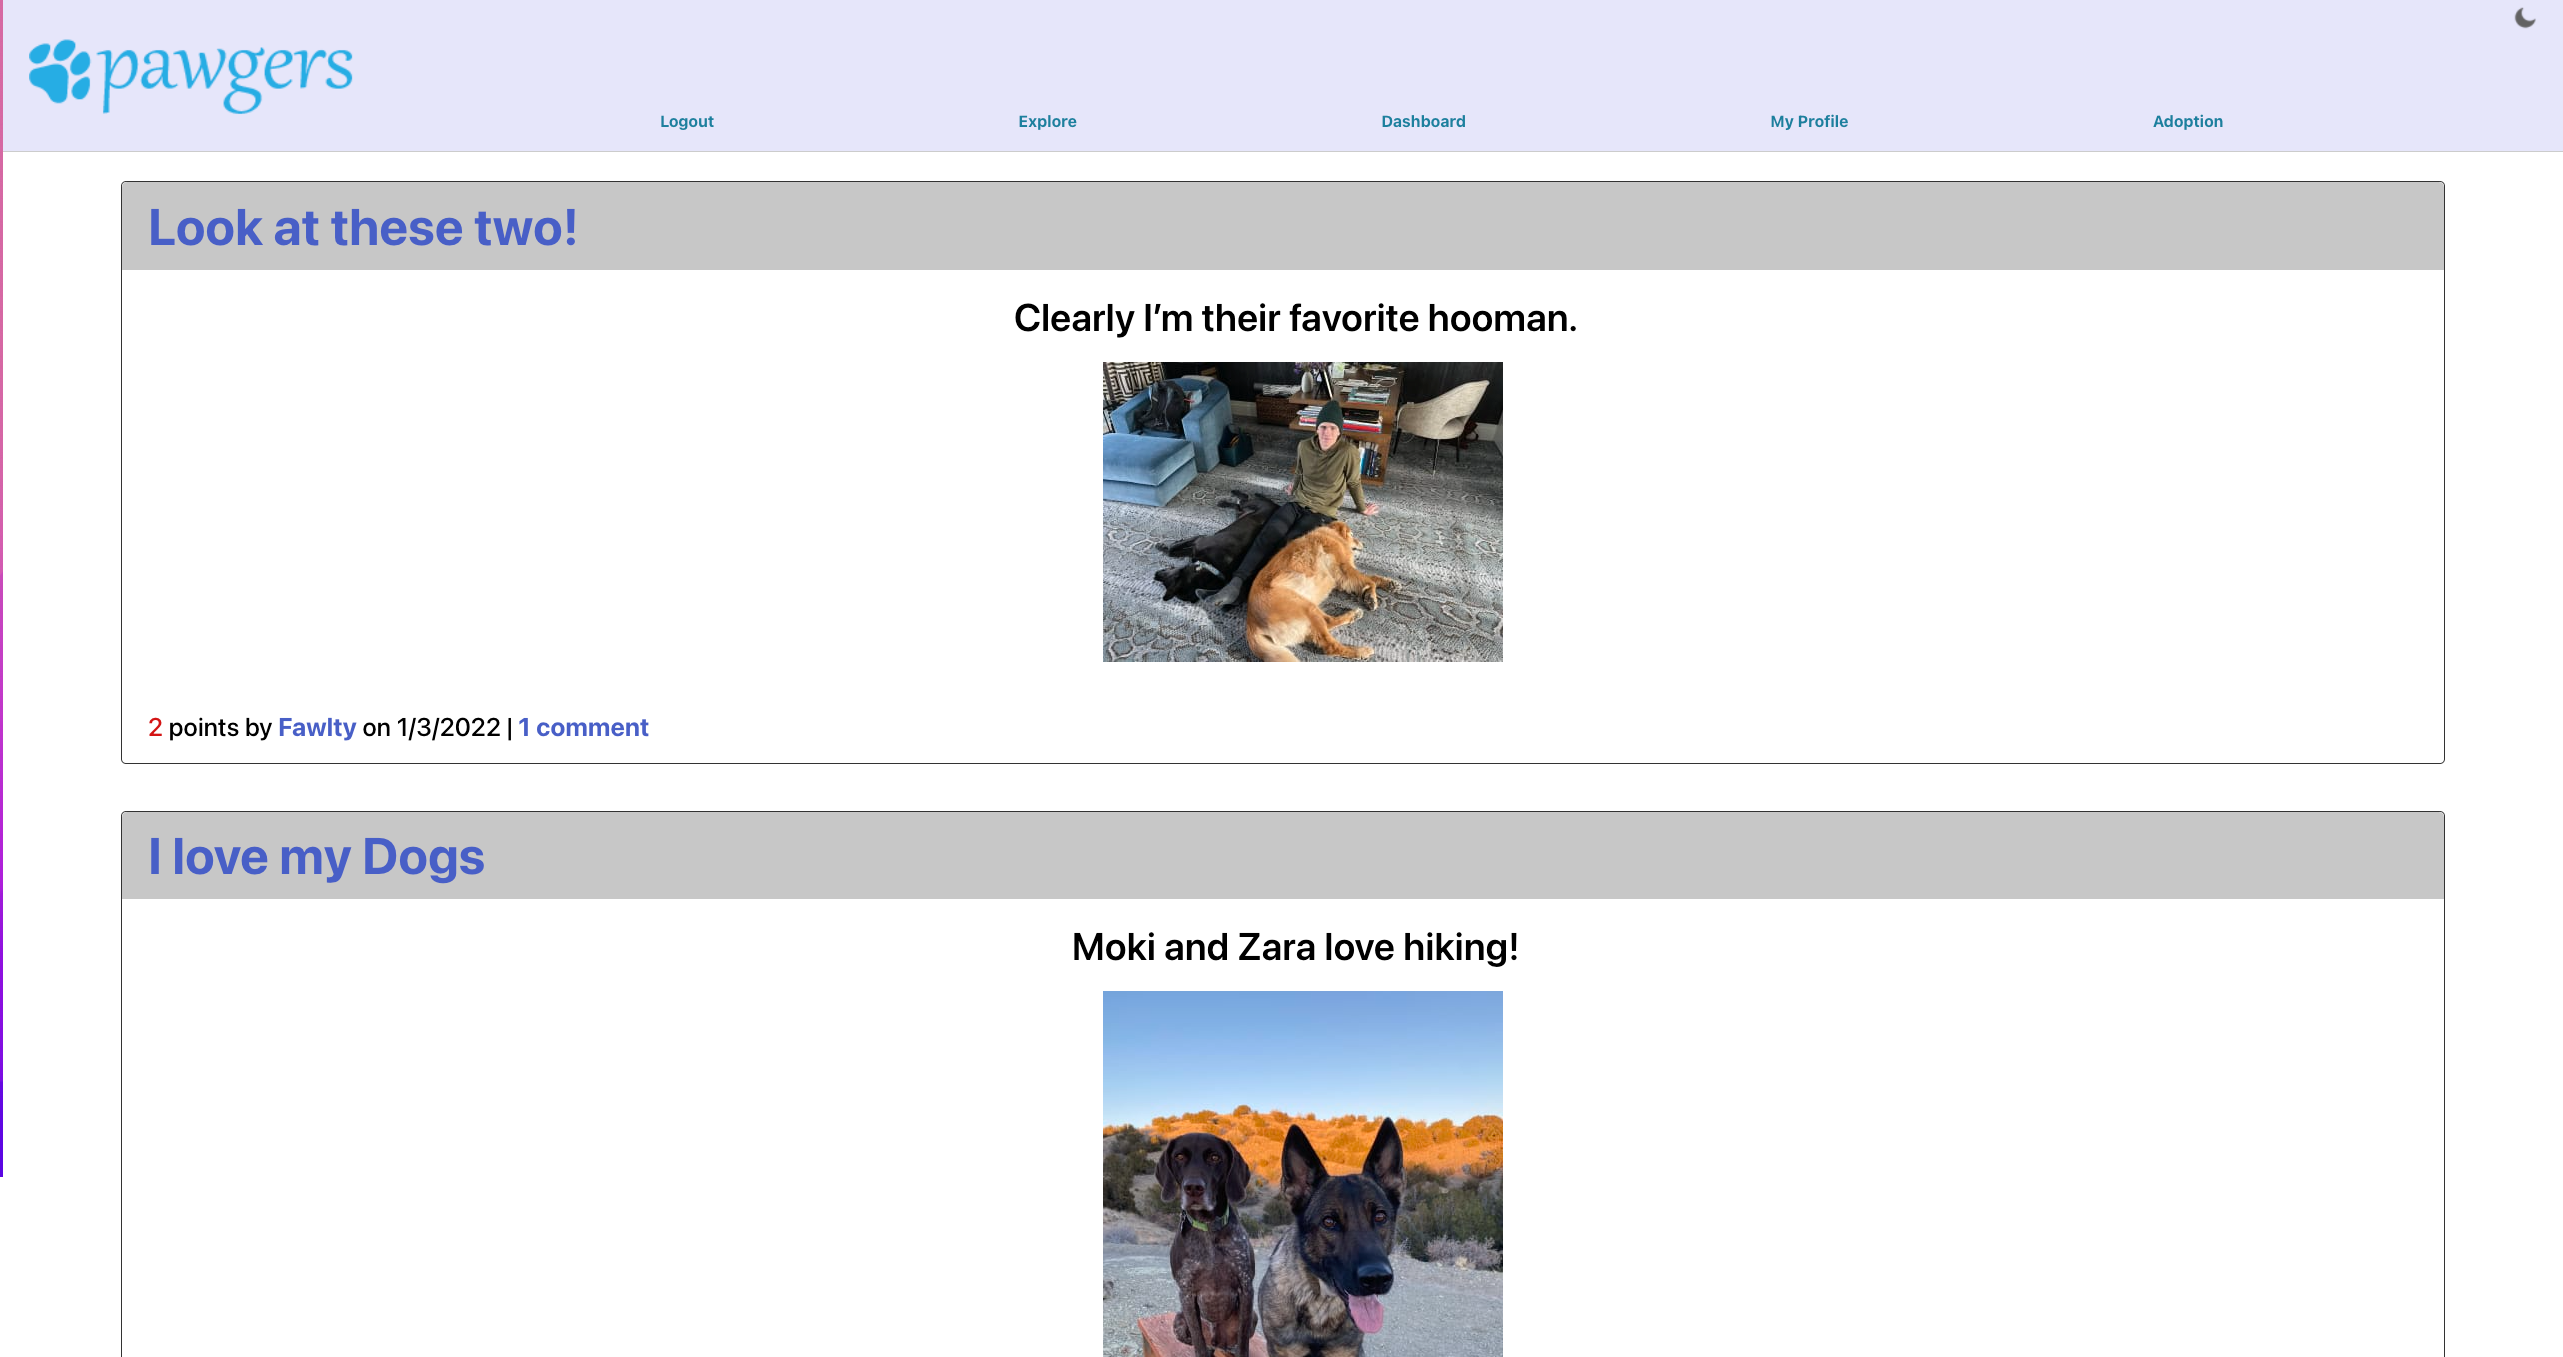 pawgers
Logout Explore Dashboard My Profile Adoption
Look at these two!
Clearly I’m their favorite hooman.
2 points by Fawlty on 1/3/2022 | 1 comment
I love my Dogs
Moki and Zara love hiking!